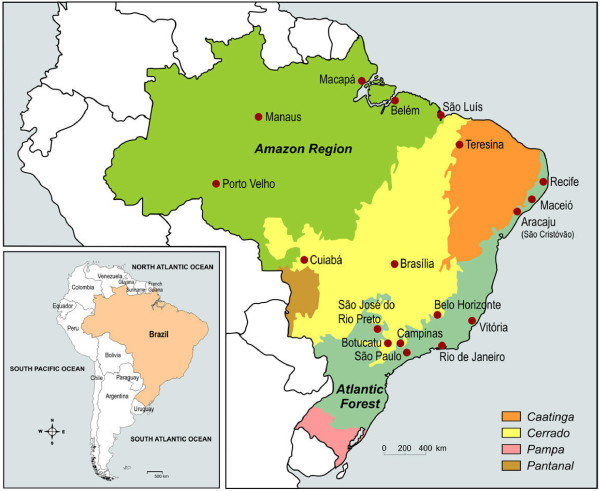 Macapá
Belém
São Luís
Manaus
Teresina
Amazon Region
Porto Velho
Recife
Maceió
Aracaju
(São Cristóvão)
Cuiabá
Brasília
São José do
Rio Preto
Belo Horizonte
Vitória
Botucatu
Campinas
São Paulo
Rio de Janeiro
Atlantic
Forest
0 200 400 km
Caatinga
Cerrado
Pampa
Pantanal
NORTH ATLANTIC OCEAN
Venezuela
Guyana
Suriname
French
Guiana
Colombia
Equador
Peru
Brazil
Bolivia
SOUTH PACIFIC OCEAN
Chile
Paraguay
Argentina
Uruguay
N
W
E
S
SOUTH ATLANTIC OCEAN
500 km